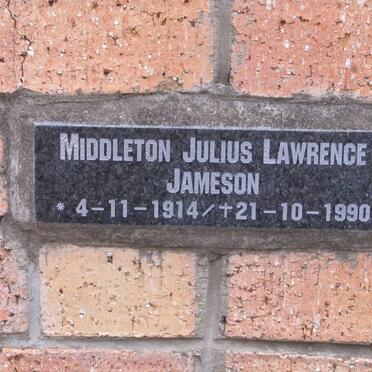 MIDDLETON JULIUS LAWRENCE
JAMESON
* 4-11-1914/†21-10-1990